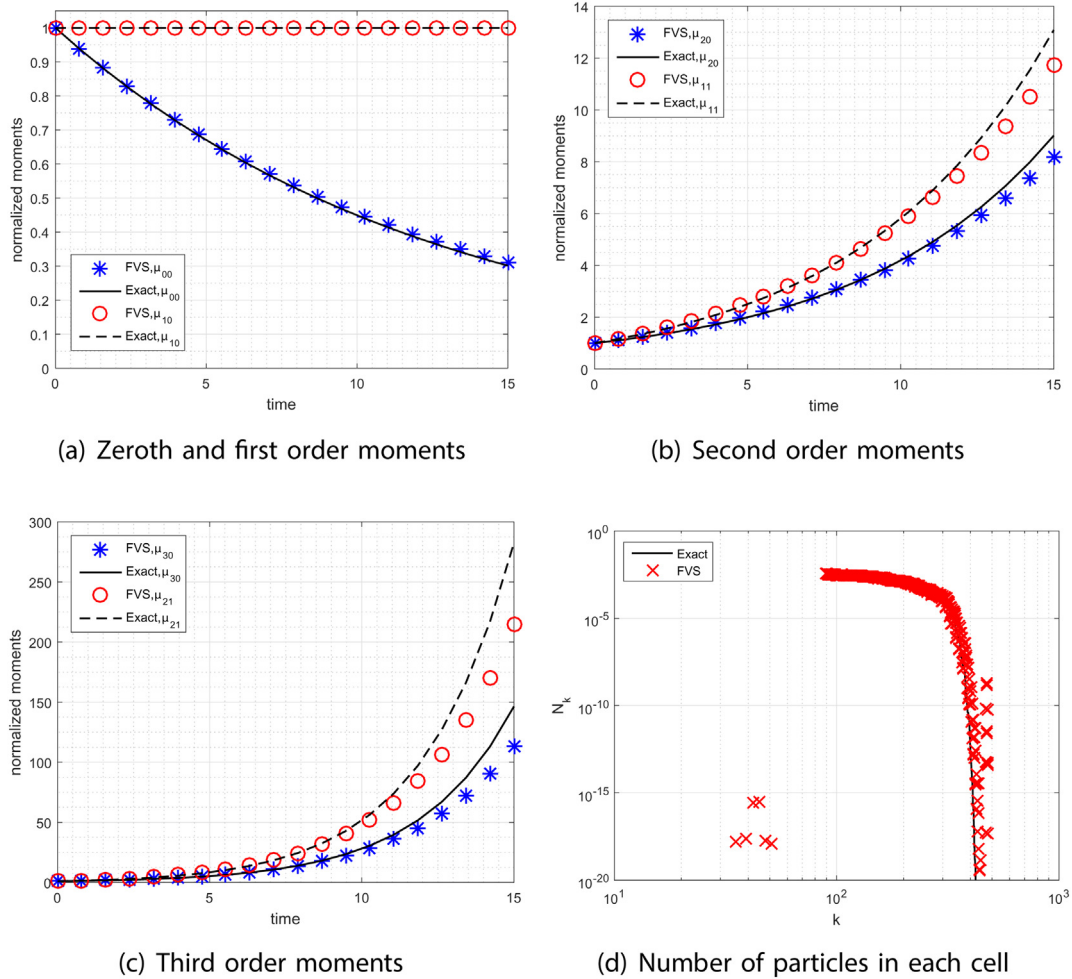 normalized moments
1
0.9
0.8
0.7
0.6
0.5
0.4
0.3
0.2
0.1
0
FVS,μ00
Exact,μ00
FVS,μ10
Exact,μ10
0 5 10 15
time
(a) Zeroth and first order moments
normalized moments
14
12
10
8
6
4
2
0
FVS,μ20
Exact,μ20
FVS,μ11
Exact,μ11
0 5 10 15
time
(b) Second order moments
normalized moments
300
250
200
150
100
50
0
FVS,μ30
Exact,μ30
FVS,μ21
Exact,μ21
0 5 10 15
time
(c) Third order moments
Nk
10^0
10^-5
10^-10
10^-15
10^-20
Exact
FVS
10^1 10^2 10^3
k
(d) Number of particles in each cell